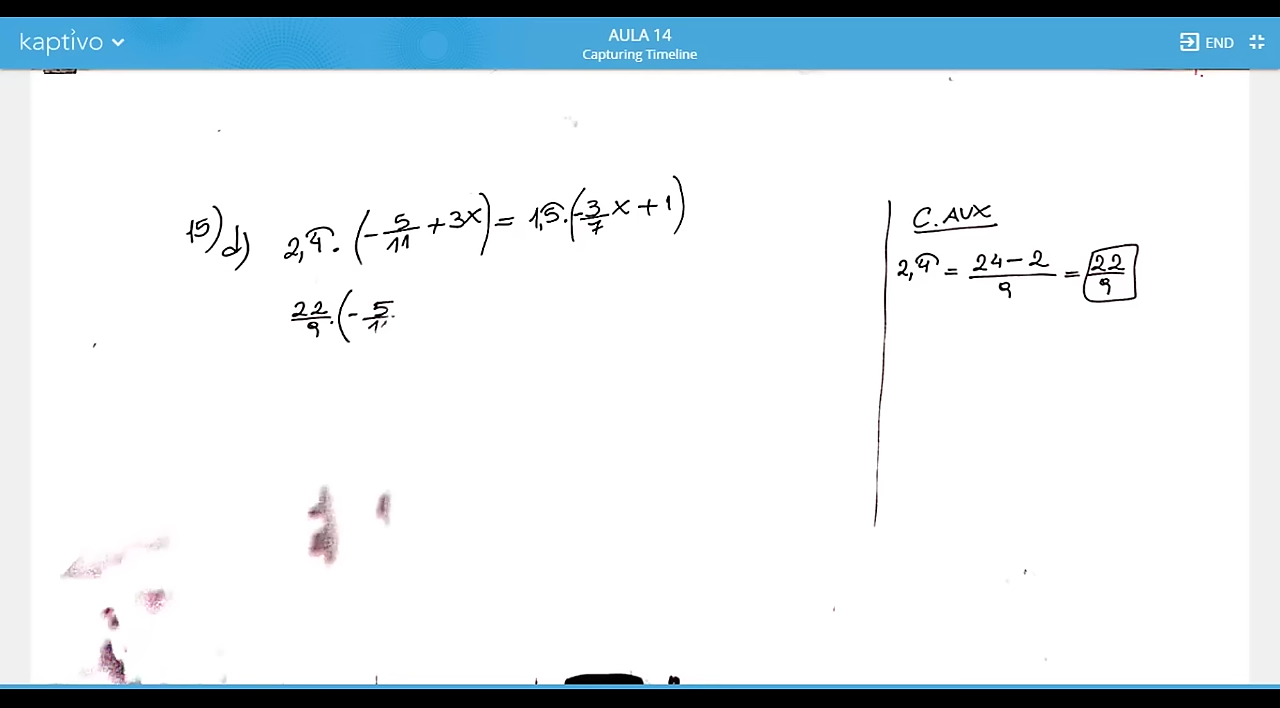 kaptivo
AULA 14
Capturing Timeline
END
15) d) 2,4̑ · (-5/11 + 3x) = 1,5̑ · (-3/7 x + 1)
22/9 · (-5/11
C. AUX
2,4̑ = 24-2/9 = 22/9